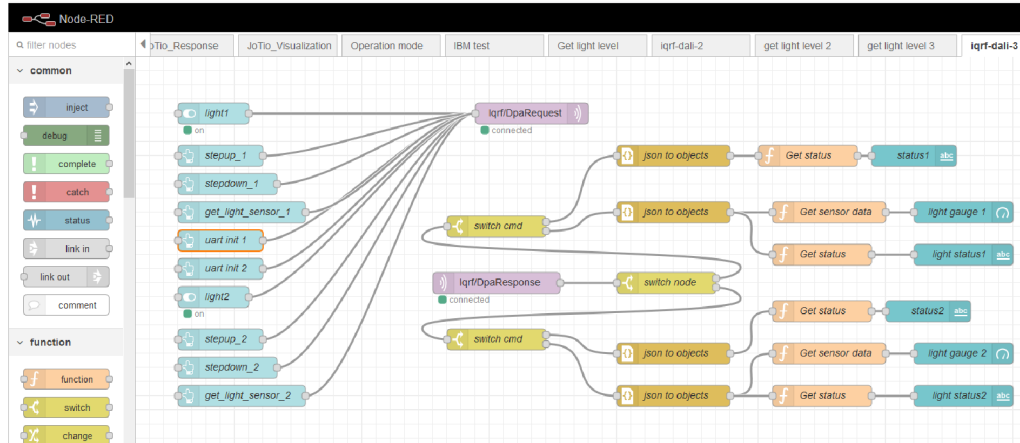 Node-RED
filter nodes
JoTio_Response
JoTio_Visualization
Operation mode
IBM test
Get light level
iqrf-dali-2
get light level 2
get light level 3
iqrf-dali-3
common
inject
debug
complete
catch
status
link in
link out
comment
function
function
switch
change
light1
on
stepup_1
stepdown_1
get_light_sensor_1
uart init 1
uart init 2
light2
on
stepup_2
stepdown_2
get_light_sensor_2
Iqrf/DpaRequest
connected
switch cmd
Iqrf/DpaResponse
connected
switch node
switch cmd
json to objects
Get status
status1
abc
json to objects
Get sensor data
light gauge 1
Get status
light status1
abc
Get status
status2
abc
json to objects
Get sensor data
light gauge 2
json to objects
Get status
light status2
abc